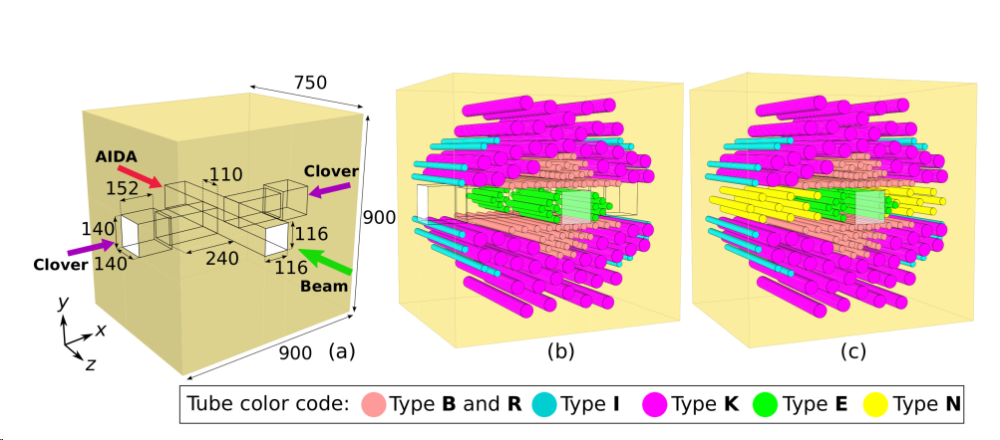 750
AIDA
110
Clover
152
900
140
116
Clover 140
240
116
Beam
y
x
z
900
(a)
(b)
(c)
Tube color code: Type B and R Type I Type K Type E Type N